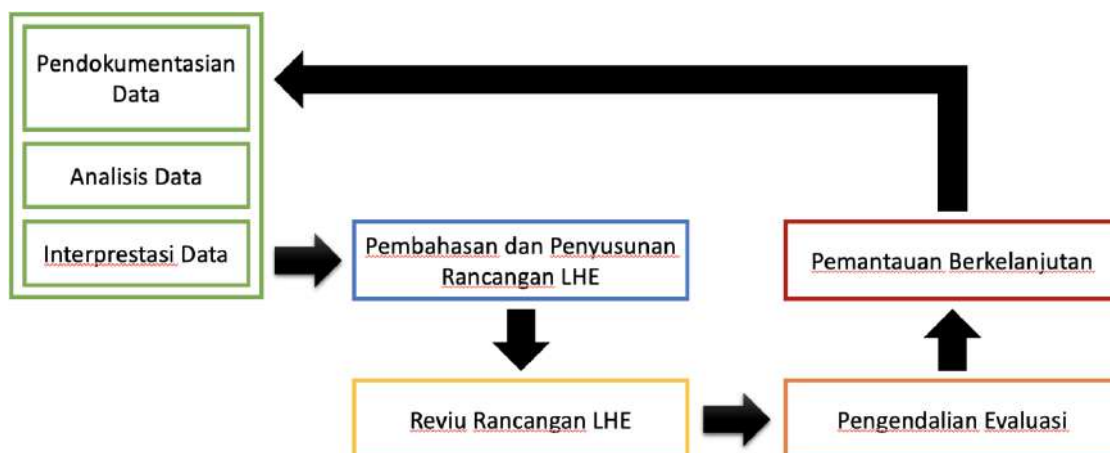 Pendokumentasian
Data
Analisis Data
Interprestasi Data
Pembahasan dan Penyusunan
Rancangan LHE
Pemantauan Berkelanjutan
Reviu Rancangan LHE
Pengendalian Evaluasi